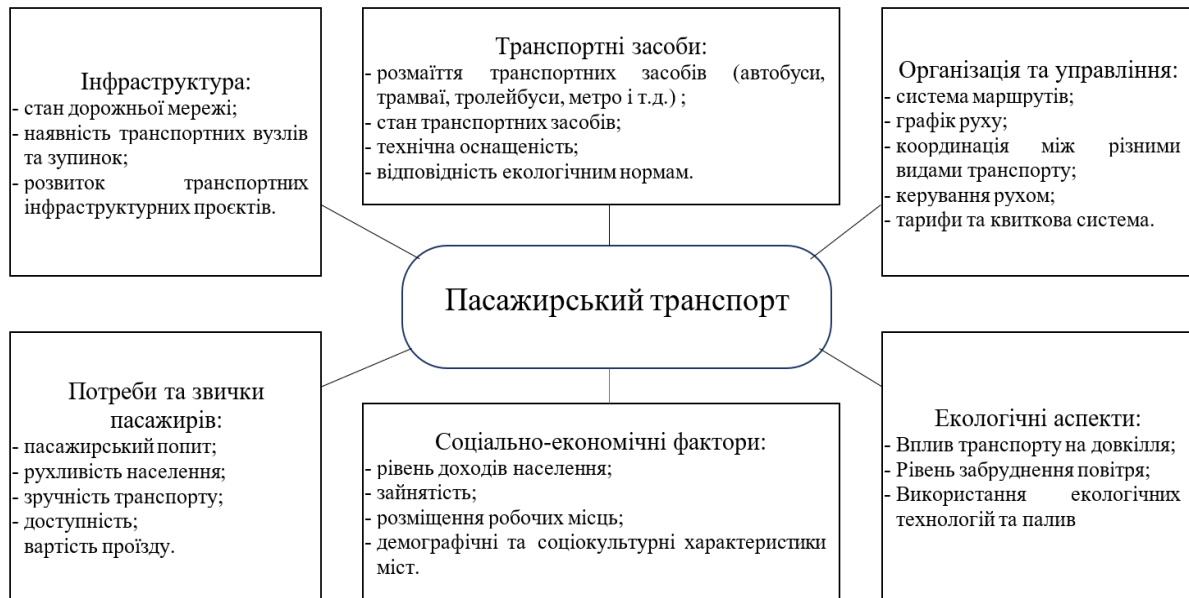 Інфраструктура:
- стан дорожньої мережі;
- наявність транспортних вузлів
та зупинок;
- розвиток транспортних
інфраструктурних проєктів.
Транспортні засоби:
- розмаїття транспортних засобів (автобуси,
трамваї, тролейбуси, метро і т.д.) ;
- стан транспортних засобів;
- технічна оснащеність;
- відповідність екологічним нормам.
Організація та управління:
- система маршрутів;
- графік руху;
- координація між різними
видами транспорту;
- керування рухом;
- тарифи та квиткова система.
Пасажирський транспорт
Потреби та звички
пасажирів:
- пасажирський попит;
- рухливість населення;
- зручність транспорту;
- доступність;
вартість проїзду.
Соціально-економічні фактори:
- рівень доходів населення;
- зайнятість;
- розміщення робочих місць;
- демографічні та соціокультурні характеристики
міст.
Екологічні аспекти:
- Вплив транспорту на довкілля;
- Рівень забруднення повітря;
- Використання екологічних
технологій та палив